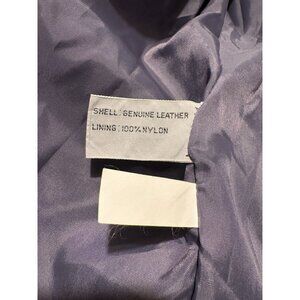 SHELL: GENUINE LEATHER
LINING: 100% NYLON